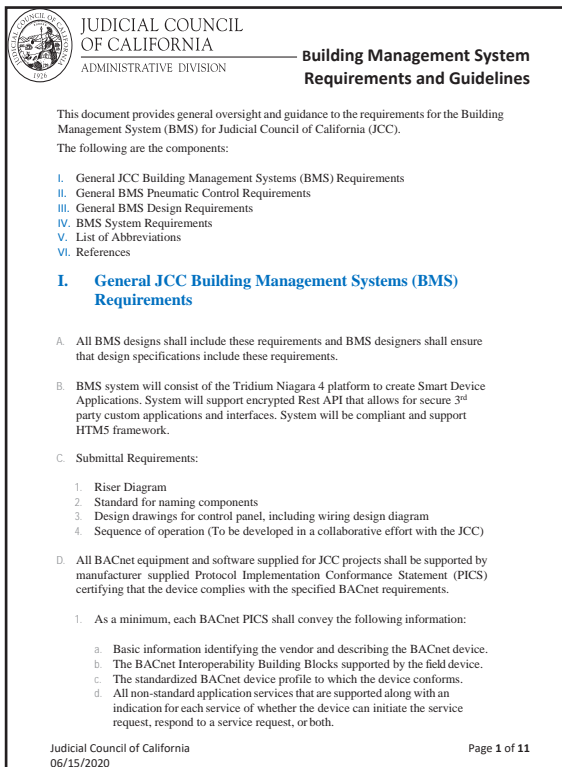 JUDICIAL COUNCIL
OF CALIFORNIA
ADMINISTRATIVE DIVISION
Building Management System
Requirements and Guidelines
1926
This document provides general oversight and guidance to the requirements for the Building
Management System (BMS) for Judicial Council of California (JCC).
The following are the components:
I. General JCC Building Management Systems (BMS) Requirements
II. General BMS Pneumatic Control Requirements
III. General BMS Design Requirements
IV. BMS System Requirements
V. List of Abbreviations
VI. References
I. General JCC Building Management Systems (BMS)
Requirements
A. All BMS designs shall include these requirements and BMS designers shall ensure
that design specifications include these requirements.
B. BMS system will consist of the Tridium Niagara 4 platform to create Smart Device
Applications. System will support encrypted Rest API that allows for secure 3rd
party custom applications and interfaces. System will be compliant and support
HTM5 framework.
C. Submittal Requirements:
1. Riser Diagram
2. Standard for naming components
3. Design drawings for control panel, including wiring design diagram
4. Sequence of operation (To be developed in a collaborative effort with the JCC)
D. All BACnet equipment and software supplied for JCC projects shall be supported by
manufacturer supplied Protocol Implementation Conformance Statement (PICS)
certifying that the device complies with the specified BACnet requirements.
1. As a minimum, each BACnet PICS shall convey the following information:
a. Basic information identifying the vendor and describing the BACnet device.
b. The BACnet Interoperability Building Blocks supported by the field device.
c. The standardized BACnet device profile to which the device conforms.
d. All non-standard application services that are supported along with an
indication for each service of whether the device can initiate the service
request, respond to a service request, or both.
Judicial Council of California
06/15/2020
Page 1 of 11